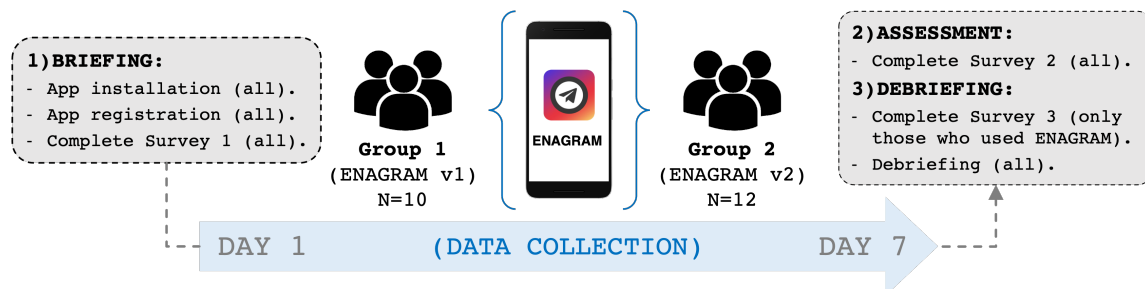 1)BRIEFING:
- App installation (all).
- App registration (all).
- Complete Survey 1 (all).
Group 1
(ENAGRAM v1)
N=10
ENAGRAM
Group 2
(ENAGRAM v2)
N=12
2)ASSESSMENT:
- Complete Survey 2 (all).
3)DEBRIEFING:
- Complete Survey 3 (only
those who used ENAGRAM).
- Debriefing (all).
DAY 1
(DATA COLLECTION)
DAY 7